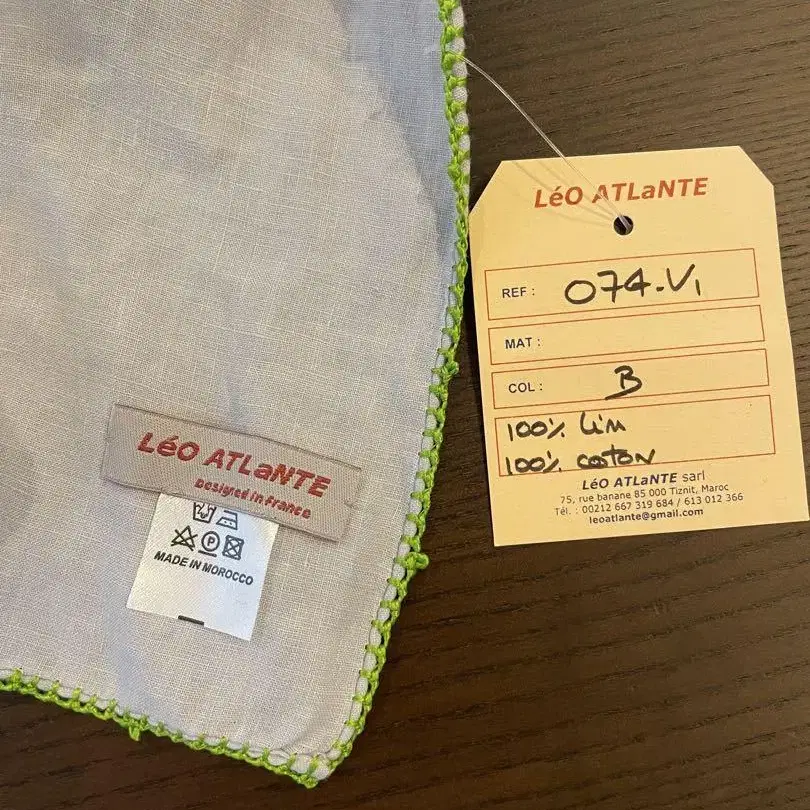 LéO ATLaNTE
REF : 074-V1
MAT :
COL : B
100% Lin
100% coton
LéO ATLaNTE sarl
75, rue banane 85 000 Tiznit, Maroc
Tél. : 00212 667 319 684 / 613 012 366
leoatlante@gmail.com
LéO ATLaNTE
Designed in France
P
MADE IN MOROCCO